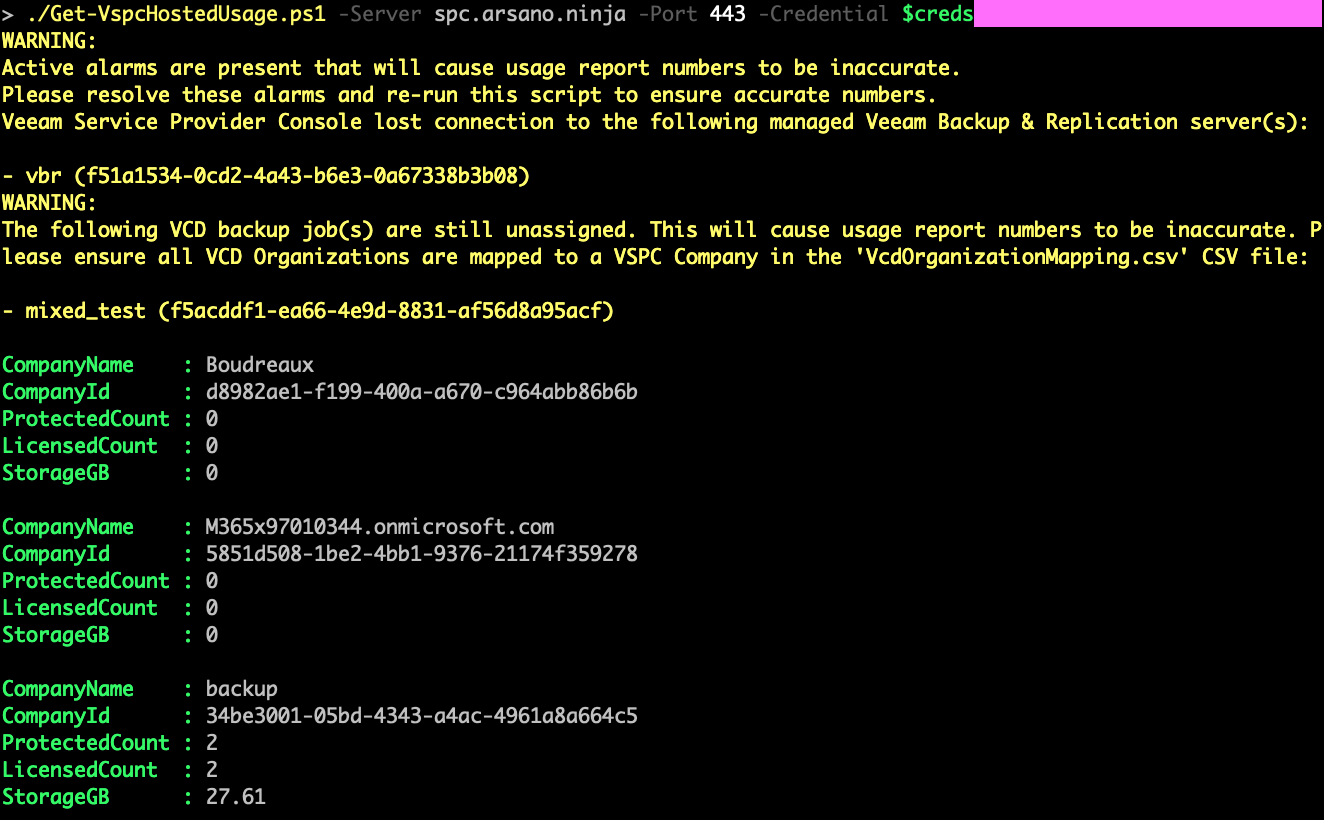 > ./Get-VspcHostedUsage.ps1 -Server spc.arsano.ninja -Port 443 -Credential $creds
WARNING:
Active alarms are present that will cause usage report numbers to be inaccurate.
Please resolve these alarms and re-run this script to ensure accurate numbers.
Veeam Service Provider Console lost connection to the following managed Veeam Backup & Replication server(s):
- vbr (f51a1534-0cd2-4a43-b6e3-0a67338b3b08)
WARNING:
The following VCD backup job(s) are still unassigned. This will cause usage report numbers to be inaccurate. P
lease ensure all VCD Organizations are mapped to a VSPC Company in the 'VcdOrganizationMapping.csv' CSV file:
- mixed_test (f5acddf1-ea66-4e9d-8831-af56d8a95acf)
CompanyName : Boudreaux
CompanyId : d8982ae1-f199-400a-a670-c964abb86b6b
ProtectedCount : 0
LicensedCount : 0
StorageGB : 0
CompanyName : M365x97010344.onmicrosoft.com
CompanyId : 5851d508-1be2-4bb1-9376-21174f359278
ProtectedCount : 0
LicensedCount : 0
StorageGB : 0
CompanyName : backup
CompanyId : 34be3001-05bd-4343-a4ac-4961a8a664c5
ProtectedCount : 2
LicensedCount : 2
StorageGB : 27.61